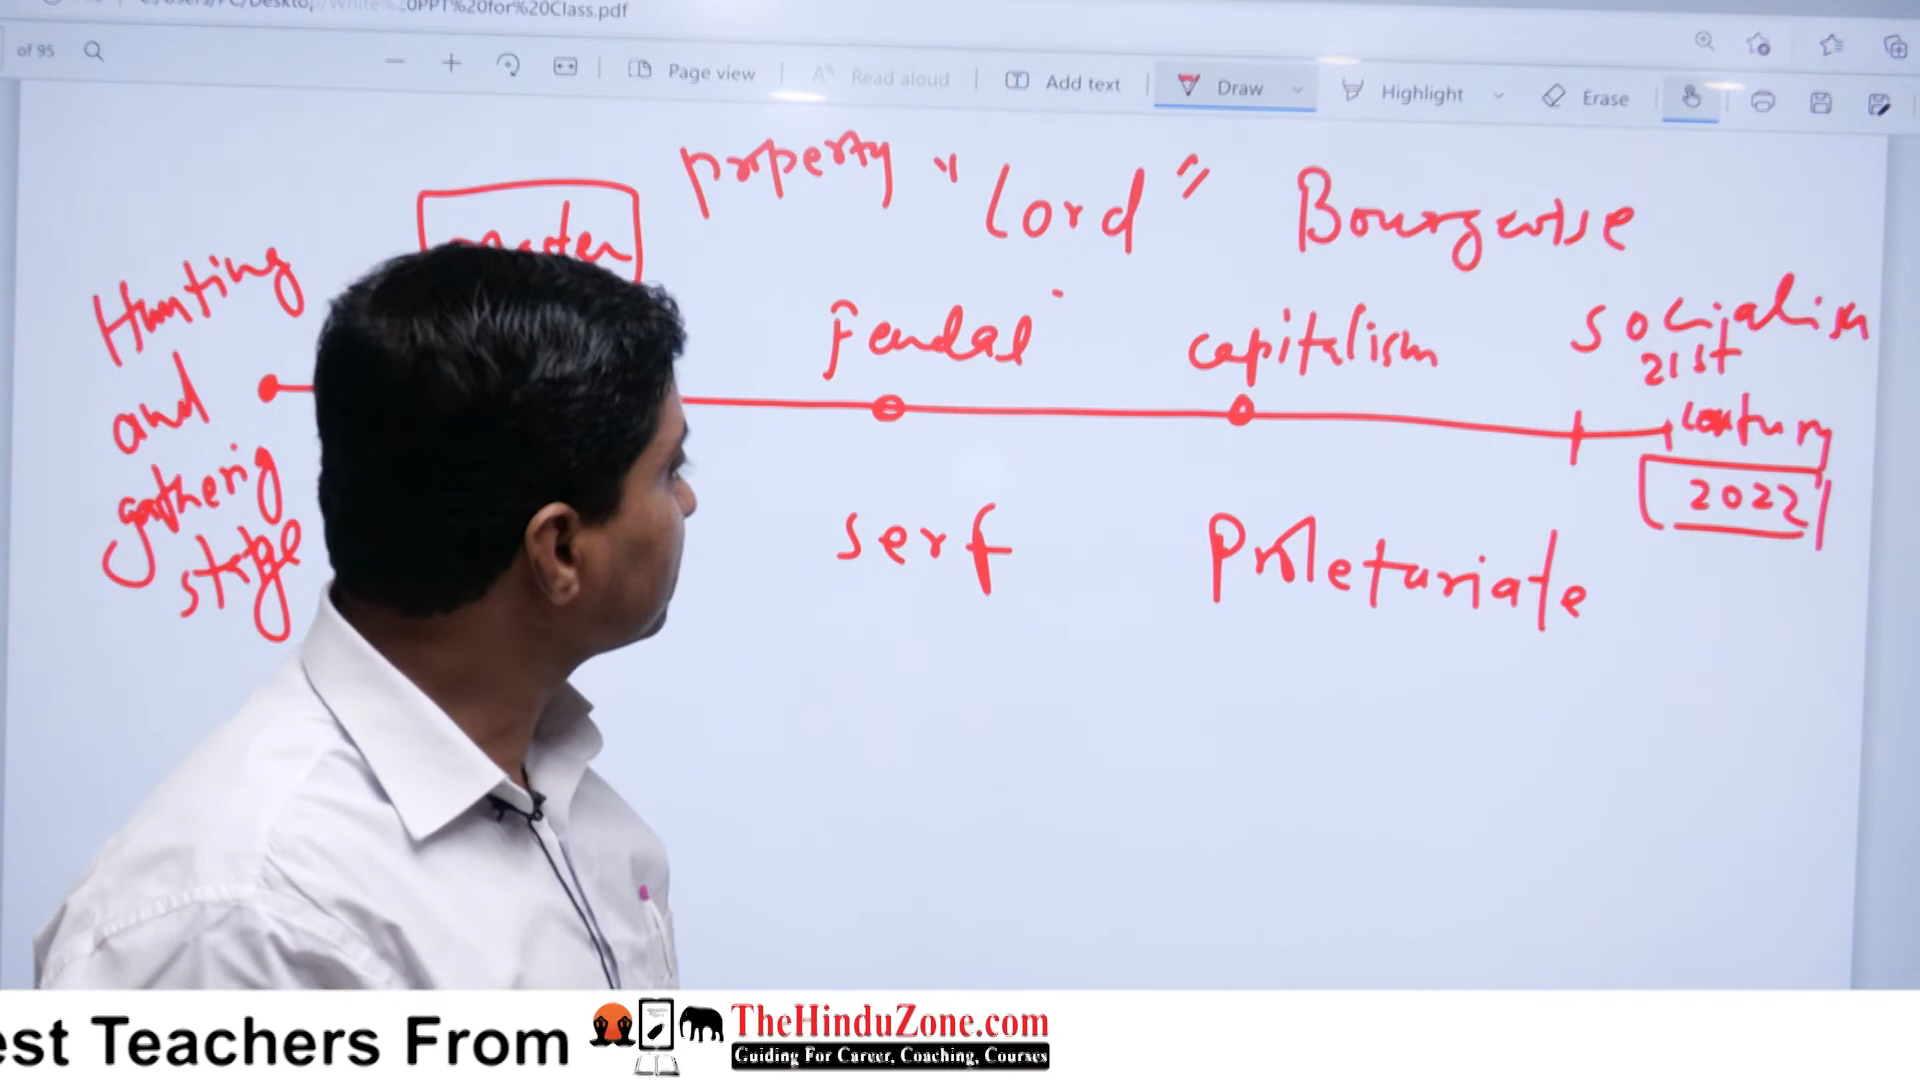 of 95
Page view
Read aloud
Add text
Draw
Highlight
Erase
property "Lord" Bourgeoise
Hunting
and
gathering
stage
Feudal
capitalism
Socialism
21st
century
2022
serf
Proletariate
est Teachers From
TheHinduZone.com
Guiding For Career, Coaching, Courses